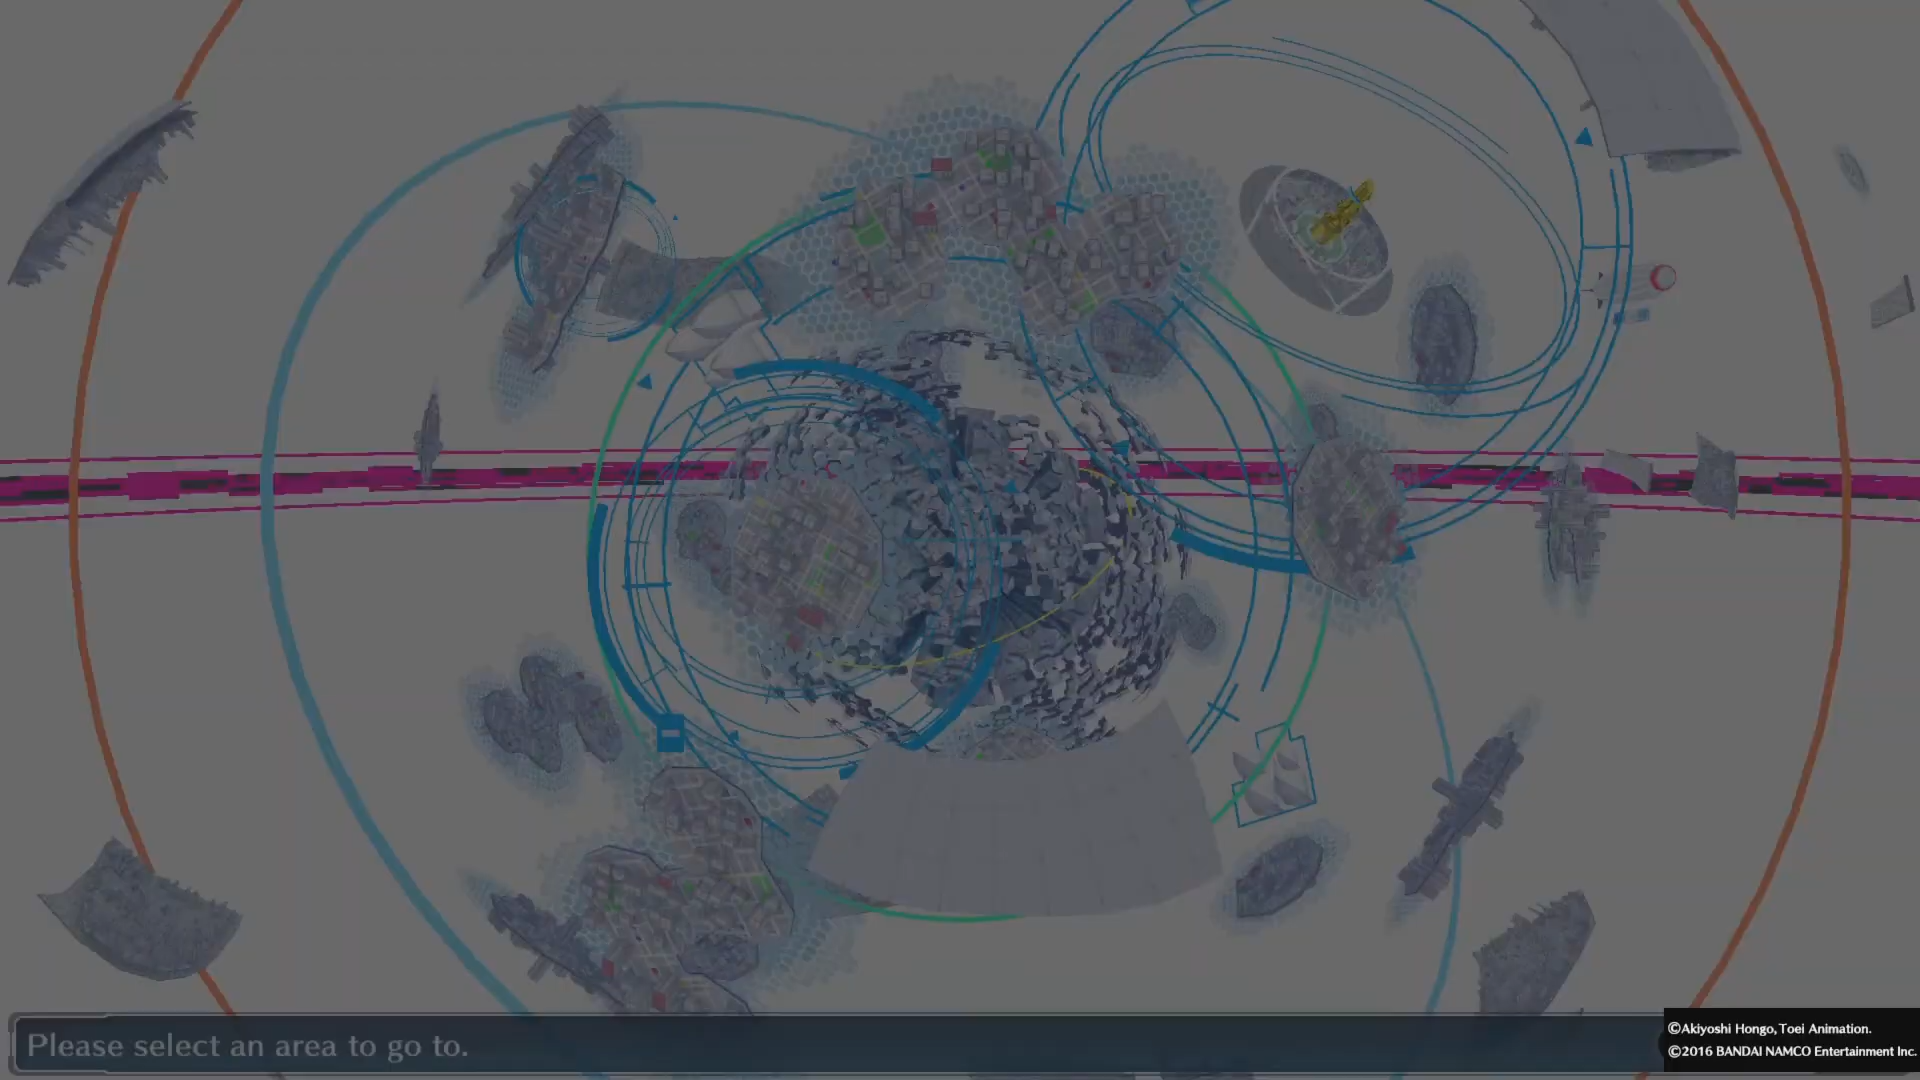 Please select an area to go to.
©Akiyoshi Hongo, Toei Animation.
©2016 BANDAI NAMCO Entertainment Inc.